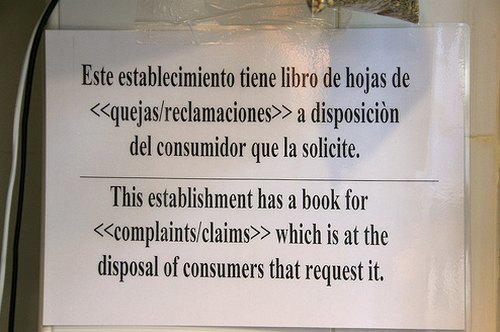 Este establecimiento tiene libro de hojas de
<<quejas/reclamaciones>> a disposiciòn
del consumidor que la solicite.
This establishment has a book for
<<complaints/claims>> which is at the
disposal of consumers that request it.